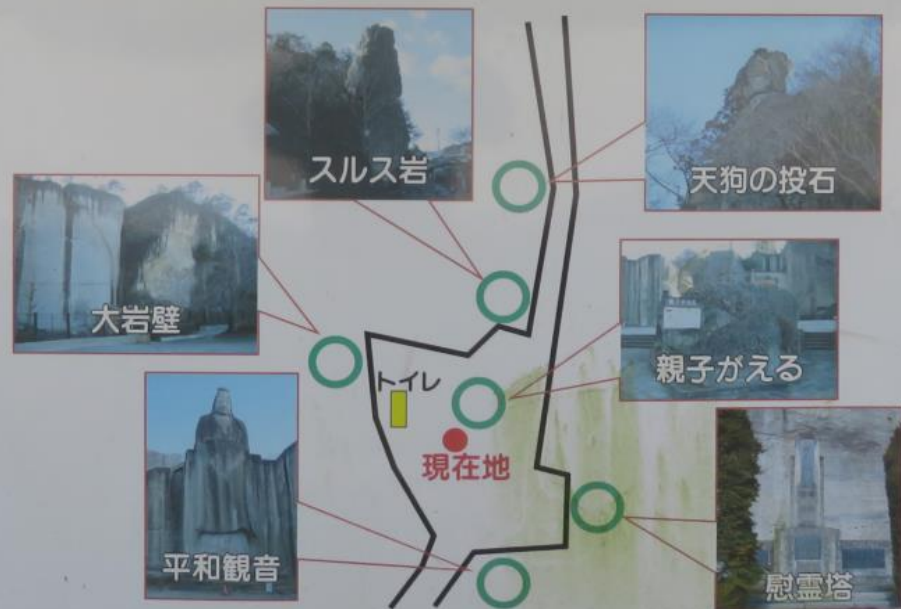 スルス岩
天狗の投石
大岩壁
親子がえる
トイレ
現在地
平和観音
慰霊塔